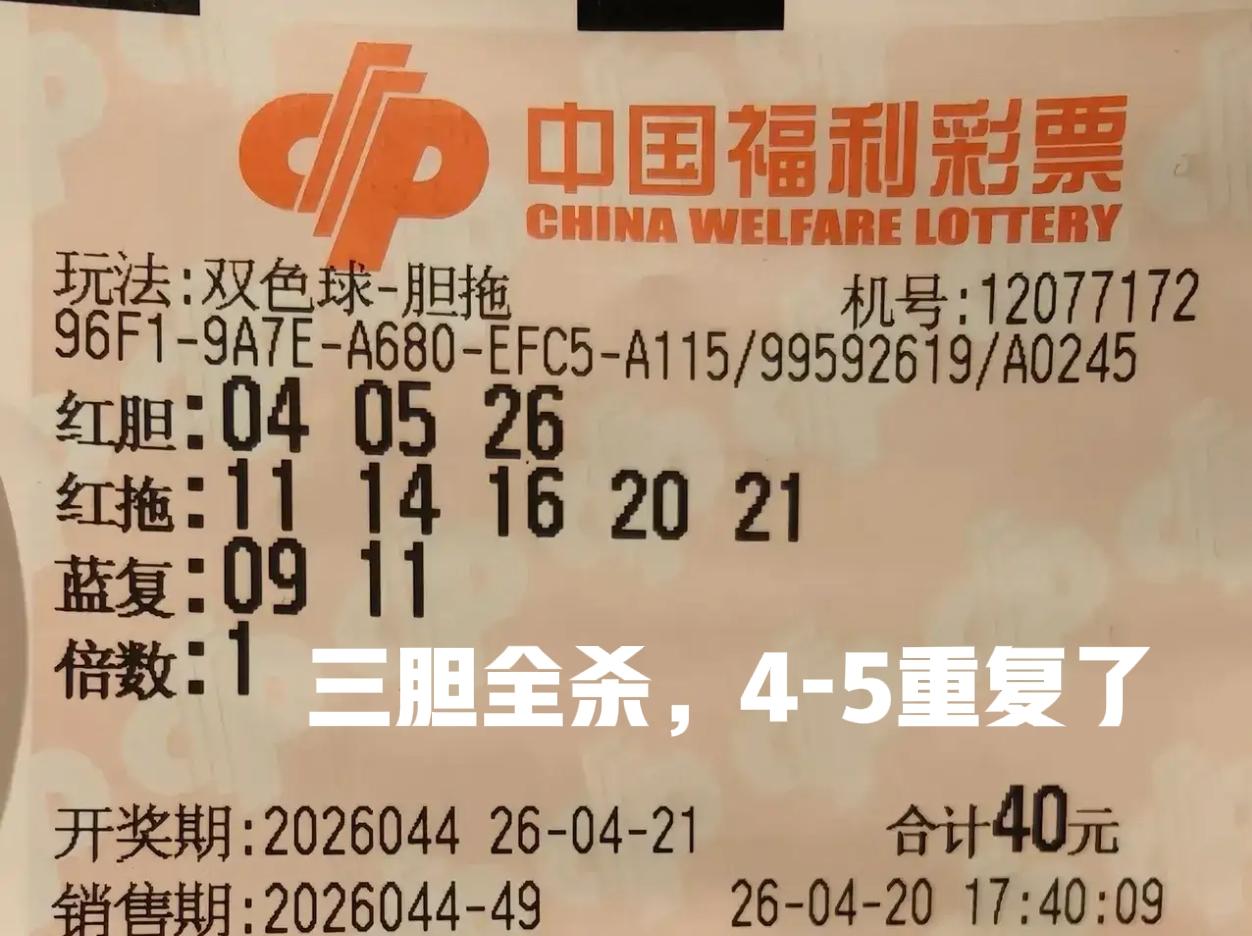 中国福利彩票
CHINA WELFARE LOTTERY
玩法:双色球-胆拖 机号:12077172
96F1-9A7E-A680-EFC5-A115/99592619/A0245
红胆:04 05 26
红拖:11 14 16 20 21
蓝复:09 11
倍数:1
三胆全杀，4-5重复了
开奖期:2026044 26-04-21 合计40元
销售期:2026044-49 26-04-20 17:40:09